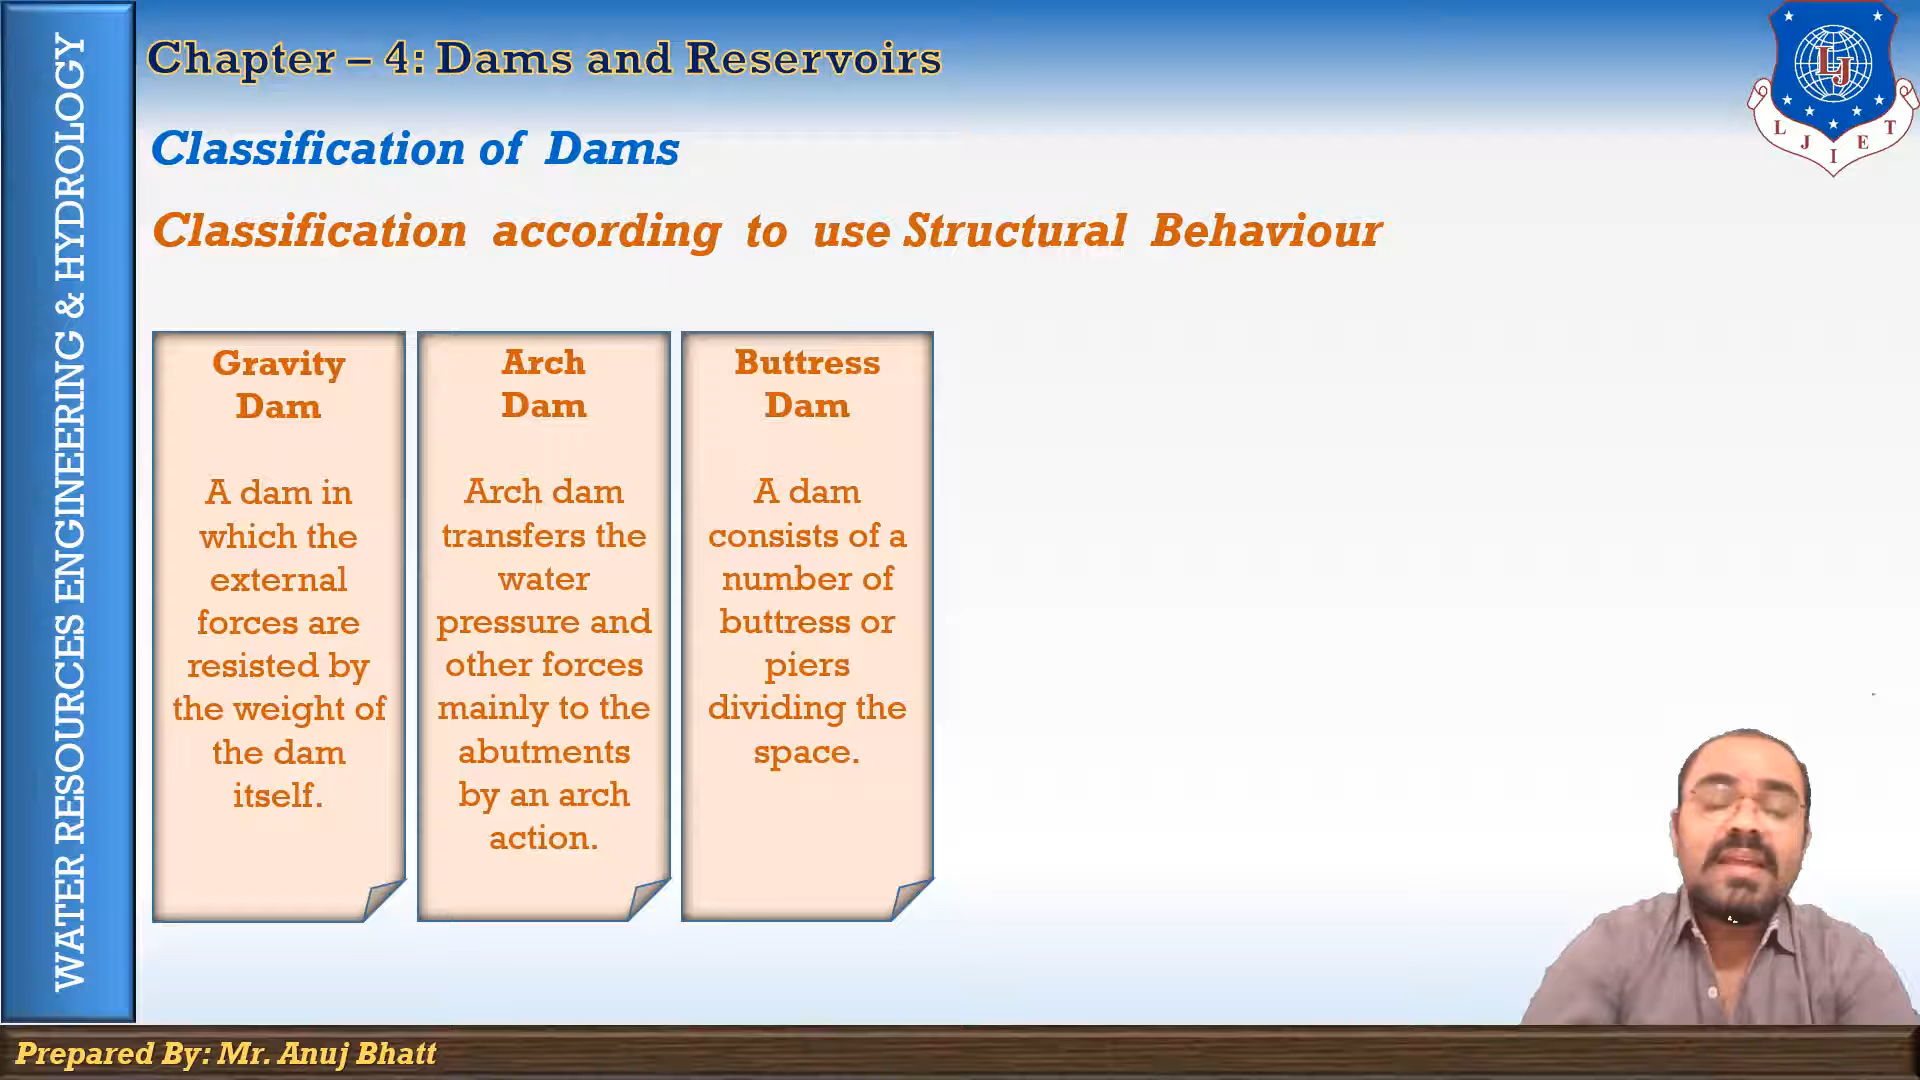 WATER RESOURCES ENGINEERING & HYDROLOGY
Chapter – 4: Dams and Reservoirs
L J I E T
LJ
Classification of Dams
Classification according to use Structural Behaviour
Gravity
Dam
A dam in
which the
external
forces are
resisted by
the weight of
the dam
itself.
Arch
Dam
Arch dam
transfers the
water
pressure and
other forces
mainly to the
abutments
by an arch
action.
Buttress
Dam
A dam
consists of a
number of
buttress or
piers
dividing the
space.
Prepared By: Mr. Anuj Bhatt